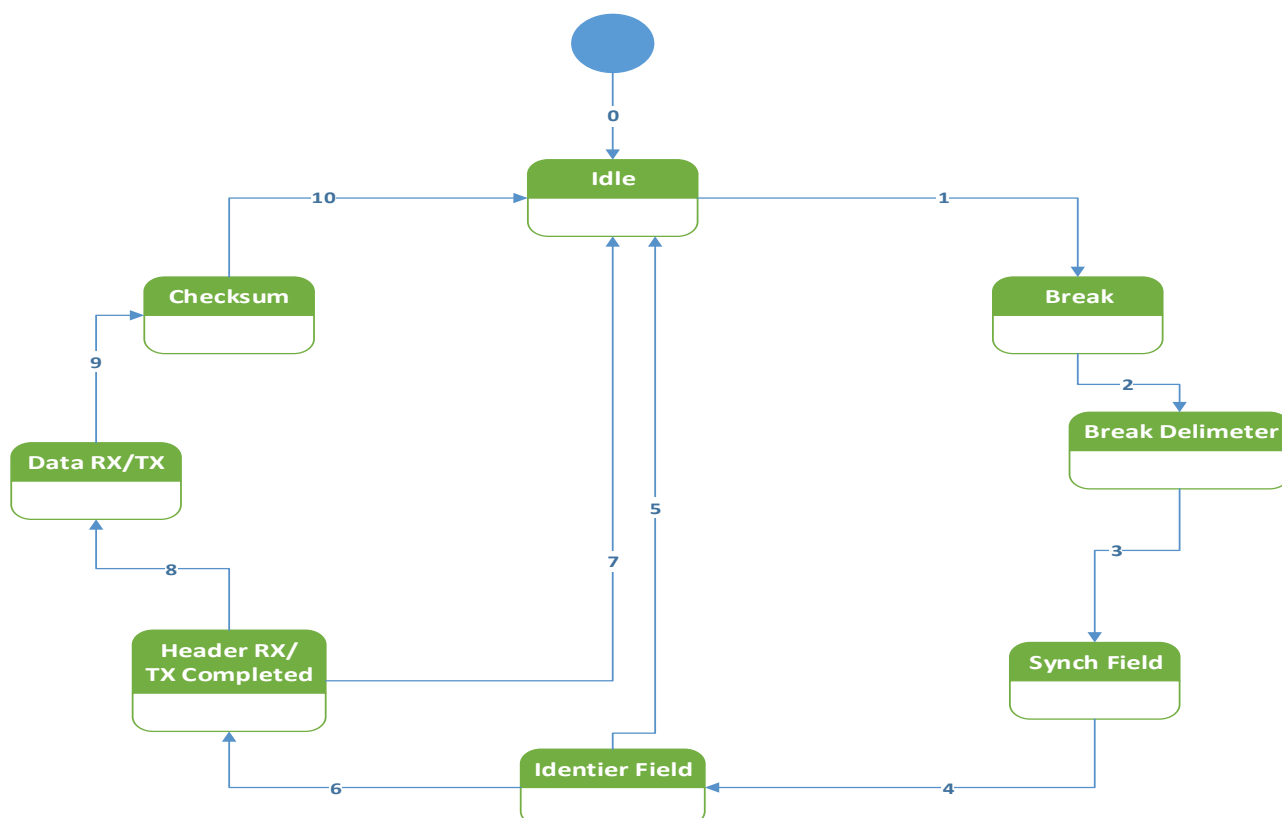 0
Idle
10
1
Checksum
Break
9
2
Break Delimeter
Data RX/TX
5
3
7
8
Header RX/
TX Completed
Synch Field
Identier Field
6
4